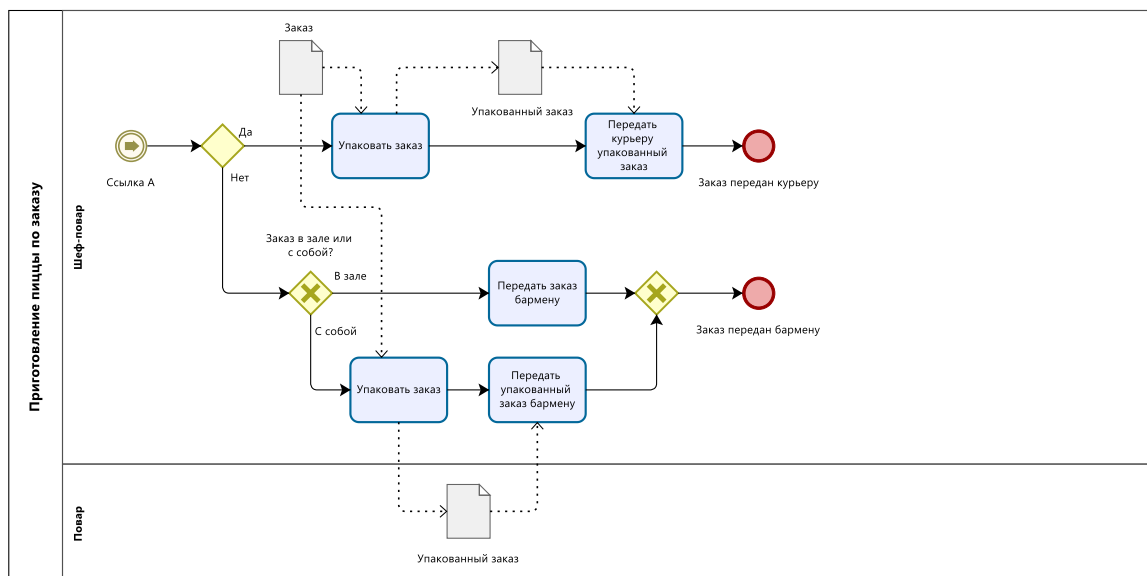 Приготовление пиццы по заказу
Шеф-повар
Заказ
Упакованный заказ
Да
Упаковать заказ
Передать
курьеру
упакованный
заказ
Ссылка А
Нет
Заказ передан курьеру
Заказ в зале или
с собой?
В зале
Передать заказ
бармену
С собой
Заказ передан бармену
Упаковать заказ
Передать
упакованный
заказ бармену
Повар
Упакованный заказ